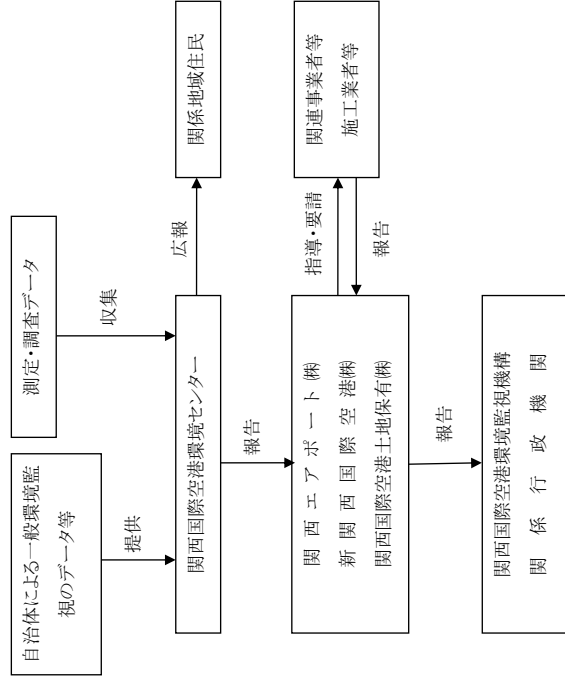 自治体による一般環境監
視のデータ等
測定・調査データ
提供
収集
関西国際空港環境センター
広報
関係地域住民
報告
関西エアポート㈱
新関西国際空港㈱
関西国際空港土地保有㈱
指導・要請
報告
関連事業者等
施工業者等
報告
関西国際空港環境監視機構
関係行政機関